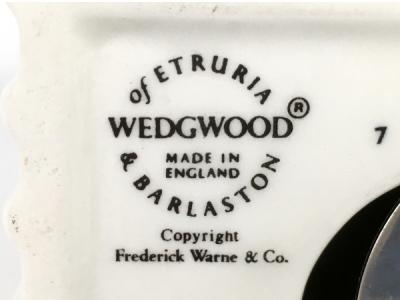 of ETRURIA
WEDGWOOD®
MADE IN
ENGLAND
& BARLASTON
Copyright
Frederick Warne & Co.
7